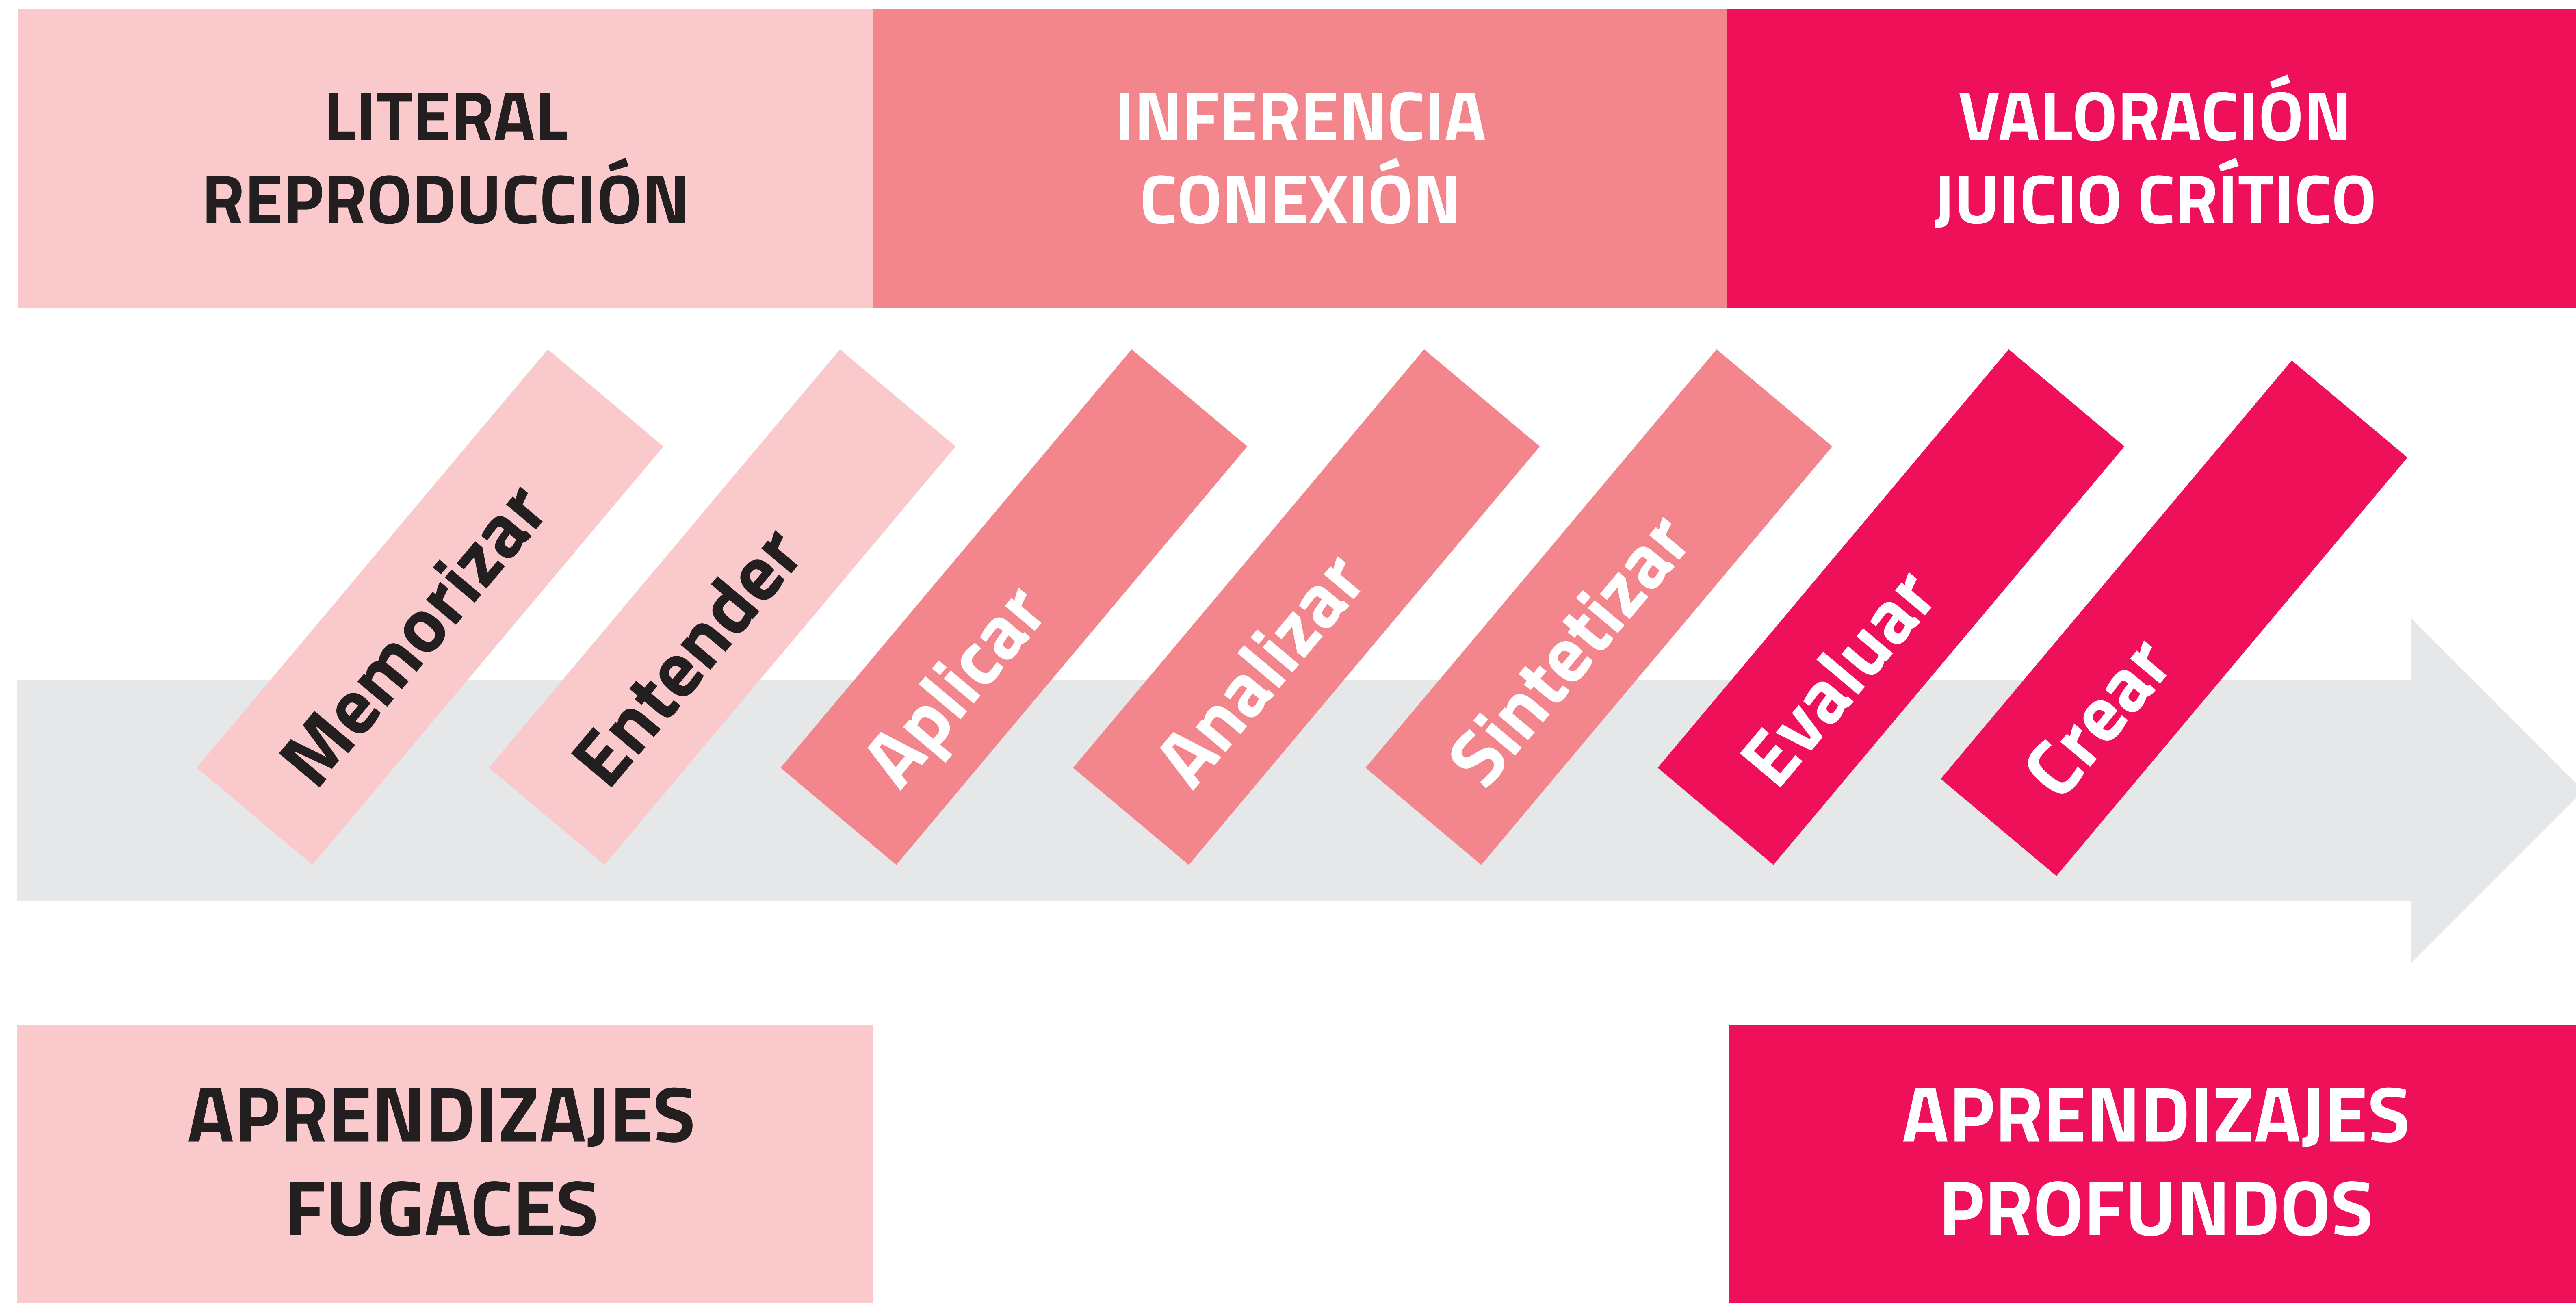 LITERAL
REPRODUCCIÓN
INFERENCIA
CONEXIÓN
VALORACIÓN
JUICIO CRÍTICO
Memorizar
Entender
Aplicar
Analizar
Sintetizar
Evaluar
Crear
APRENDIZAJES
FUGACES
APRENDIZAJES
PROFUNDOS